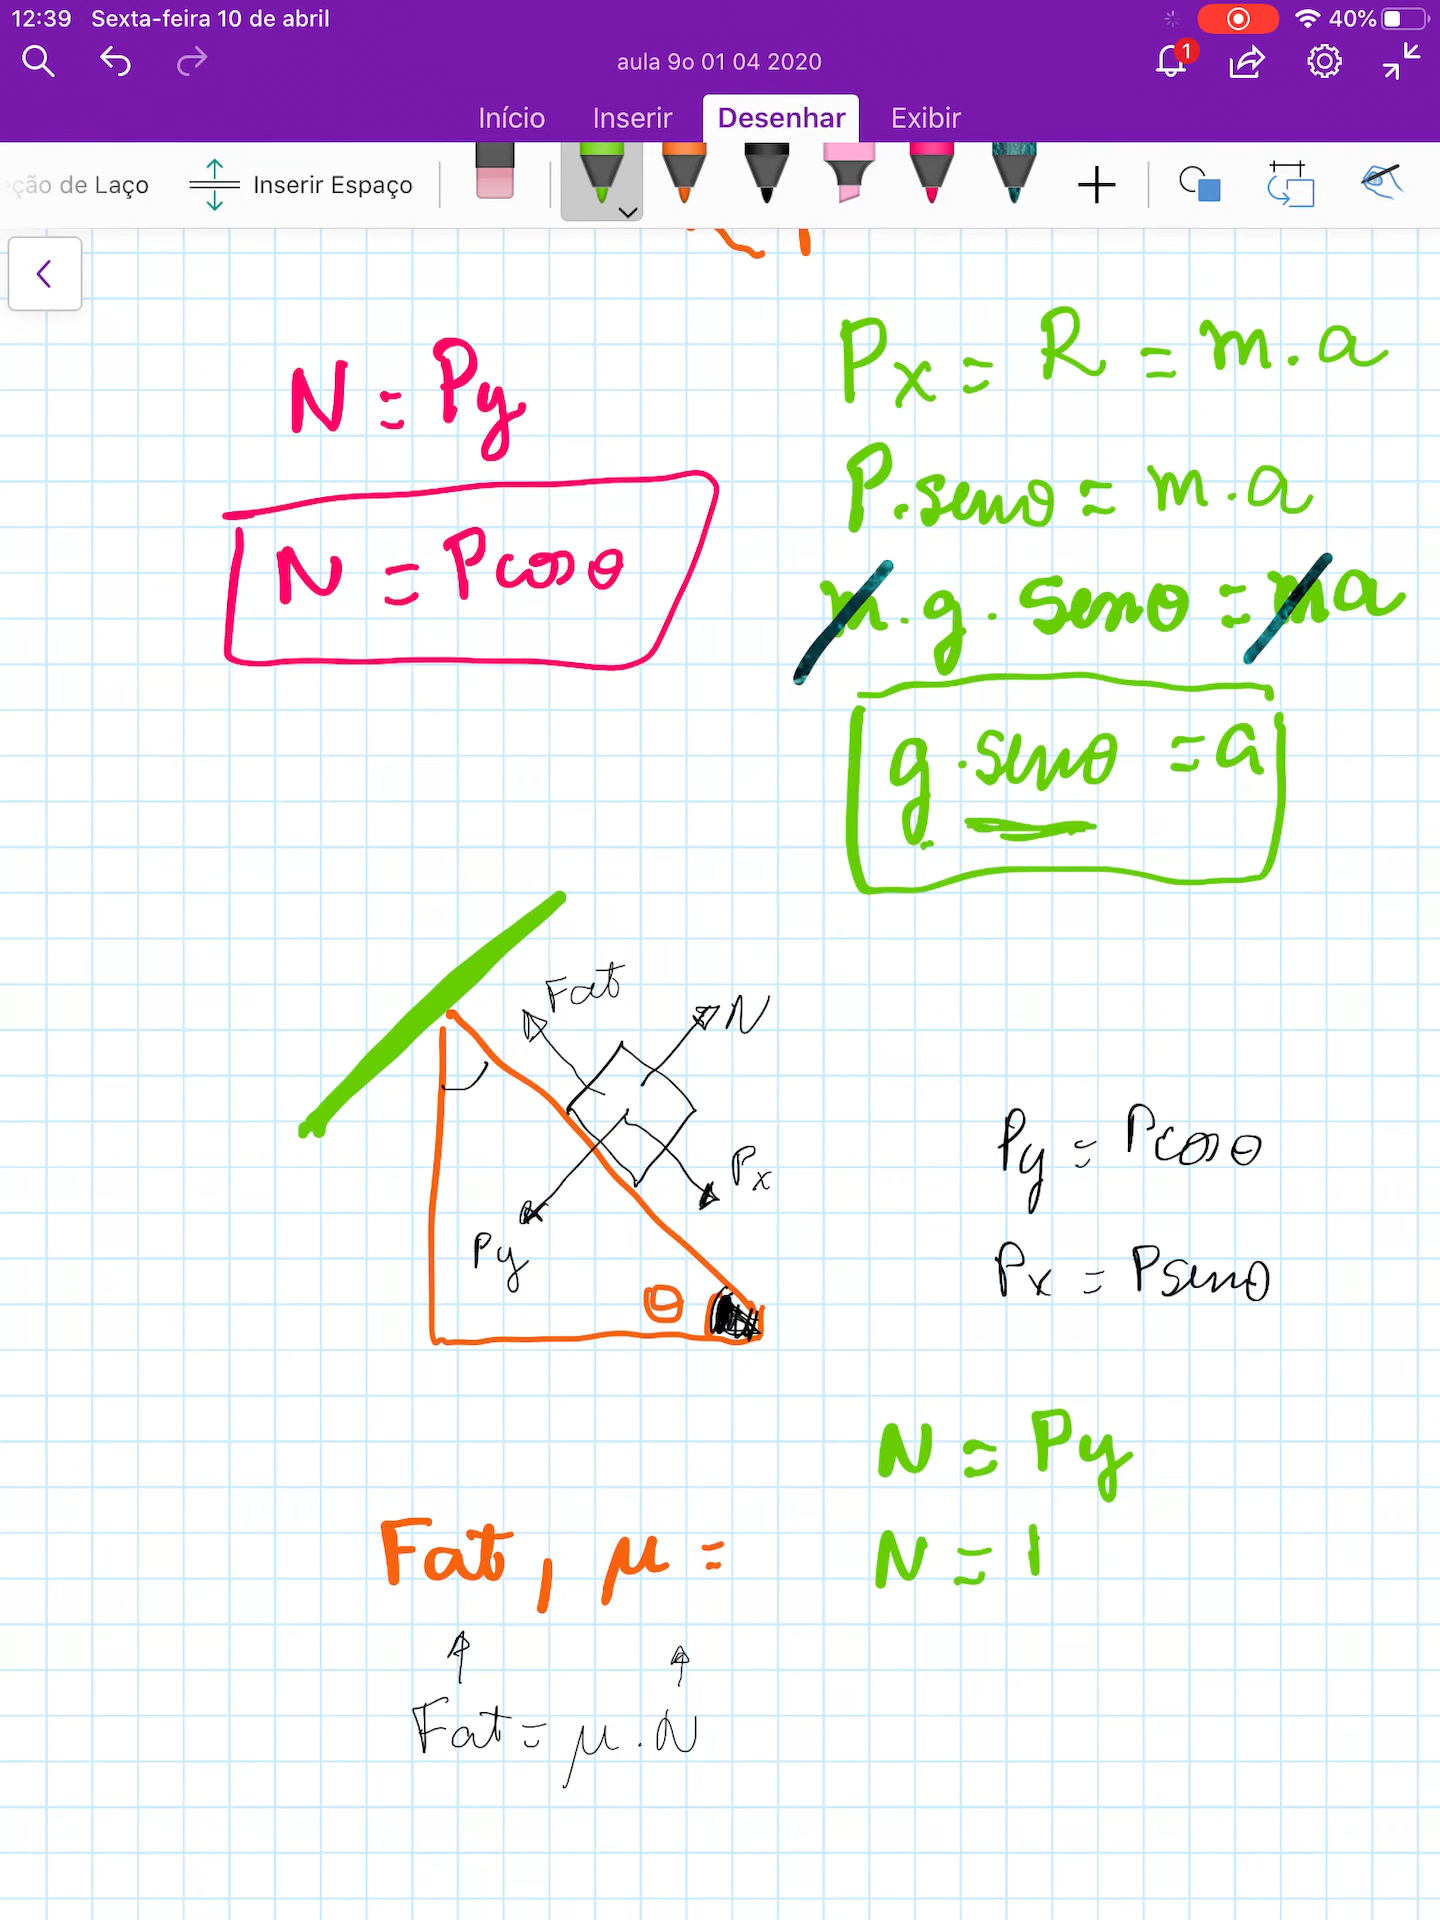 12:39 Sexta-feira 10 de abril 40%
aula 9o 01 04 2020 1
Início Inserir Desenhar Exibir
eção de Laço Inserir Espaço
N = Py
N = Pcosθ
Px = R = m.a
P.senθ = m.a
m.g.senθ = ma
g.senθ = a
Fat
N
Px
Py
θ
Py = Pcosθ
Px = Psenθ
N = Py
N = 1
Fat, μ =
Fat = μ.N